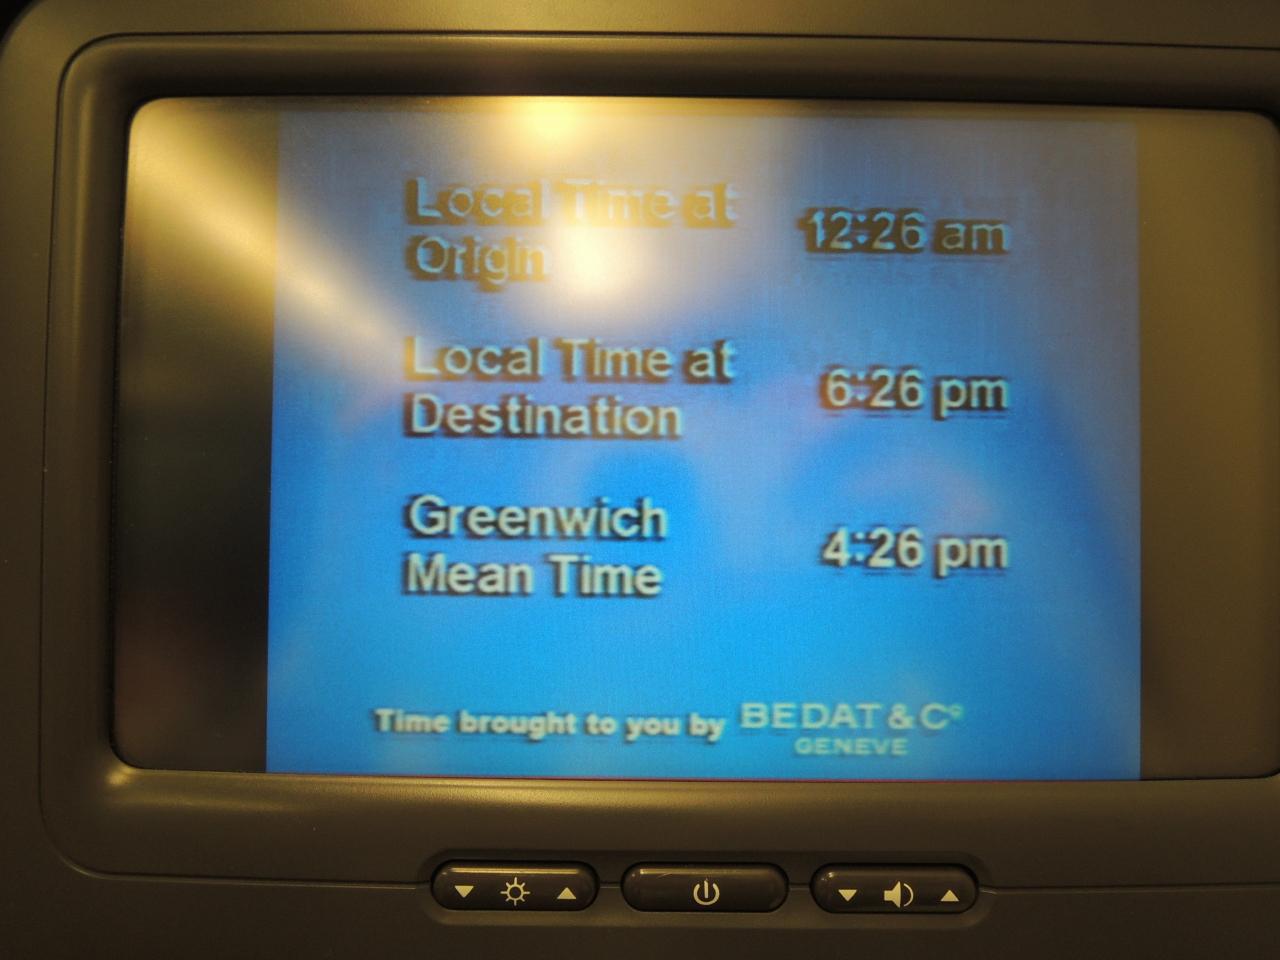 Local Time at
Origin
12:26 am
Local Time at
Destination
6:26 pm
Greenwich
Mean Time
4:26 pm
Time brought to you by BEDAT & Cº
GENEVE